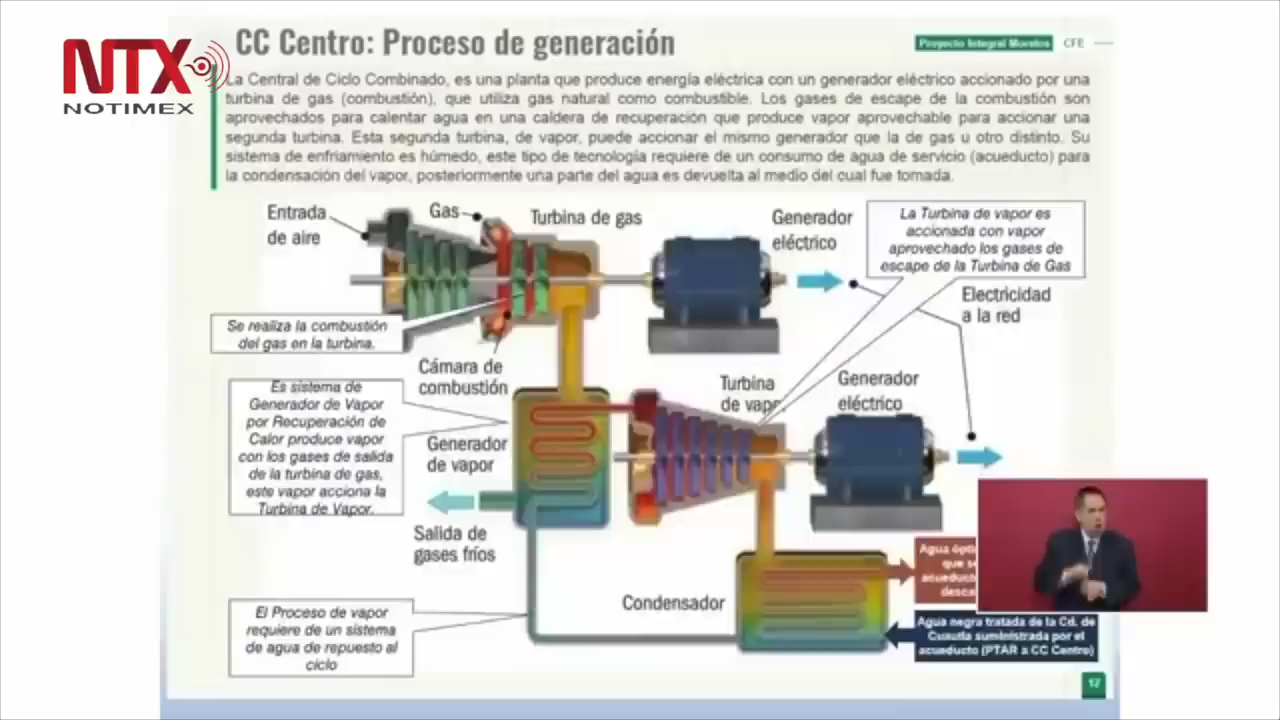 NTX
NOTIMEX
CC Centro: Proceso de generación
Proyecto Integral Morelos
CFE
La Central de Ciclo Combinado, es una planta que produce energía eléctrica con un generador eléctrico accionado por una
turbina de gas (combustión), que utiliza gas natural como combustible. Los gases de escape de la combustión son
aprovechados para calentar agua en una caldera de recuperación que produce vapor aprovechable para accionar una
segunda turbina. Esta segunda turbina, de vapor, puede accionar el mismo generador que la de gas u otro distinto. Su
sistema de enfriamiento es húmedo, este tipo de tecnología requiere de un consumo de agua de servicio (acueducto) para
la condensación del vapor, posteriormente una parte del agua es devuelta al medio del cual fue tomada.
Entrada
de aire
Gas
Turbina de gas
Generador
eléctrico
La Turbina de vapor es
accionada con vapor
aprovechado los gases de
escape de la Turbina de Gas
Electricidad
a la red
Se realiza la combustión
del gas en la turbina.
Cámara de
combustión
Es sistema de
Generador de Vapor
por Recuperación de
Calor produce vapor
con los gases de salida
de la turbina de gas,
este vapor acciona la
Turbina de Vapor.
Generador
de vapor
Turbina
de vapor
Generador
eléctrico
Salida de
gases fríos
El Proceso de vapor
requiere de un sistema
de agua de repuesto al
ciclo
Condensador
Agua
que
Agua negra tratada de la Cd. de
Cuautla suministrada por el
acueducto (PTAR a CC Centro)
17